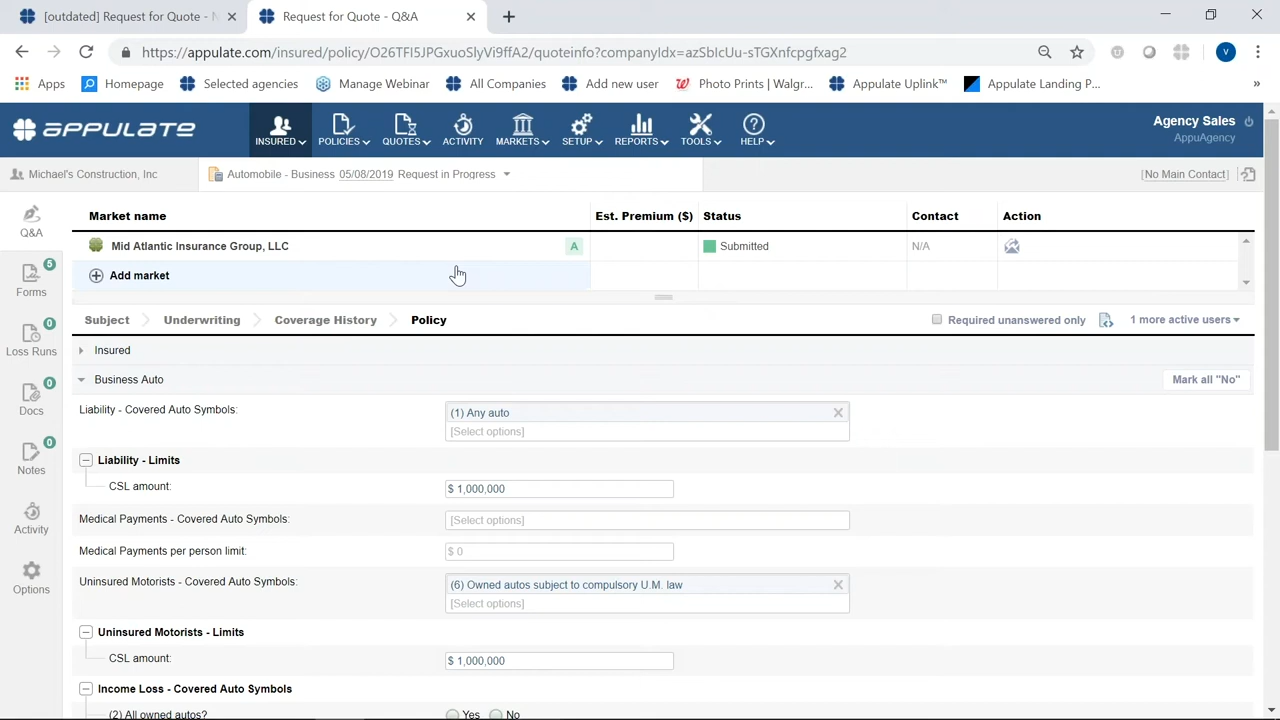 [outdated] Request for Quote - N
Request for Quote - Q&A
https://appulate.com/insured/policy/O26TFI5JPGxuoSlyVi9ffA2/quoteinfo?companyIdx=azSbIcUu-sTGXnfcpgfxag2
V
Apps
Homepage
Selected agencies
Manage Webinar
All Companies
Add new user
Photo Prints | Walgr...
Appulate Uplink™
Appulate Landing P...
»
APPULATE
INSURED
POLICIES
QUOTES
ACTIVITY
MARKETS
SETUP
REPORTS
TOOLS
HELP
Agency Sales
AppuAgency
Michael's Construction, Inc
Automobile - Business 05/08/2019 Request in Progress
[No Main Contact]
Q&A
Forms
5
Loss Runs
0
Docs
0
Notes
0
Activity
Options
Market name
Est. Premium ($)
Status
Contact
Action
Mid Atlantic Insurance Group, LLC
A
Submitted
N/A
Add market
Subject
Underwriting
Coverage History
Policy
Required unanswered only
1 more active users
Insured
Business Auto
Mark all "No"
Liability - Covered Auto Symbols:
(1) Any auto
[Select options]
Liability - Limits
CSL amount:
$ 1,000,000
Medical Payments - Covered Auto Symbols:
[Select options]
Medical Payments per person limit:
$ 0
Uninsured Motorists - Covered Auto Symbols:
(6) Owned autos subject to compulsory U.M. law
[Select options]
Uninsured Motorists - Limits
CSL amount:
$ 1,000,000
Income Loss - Covered Auto Symbols
(2) All owned autos?
Yes
No